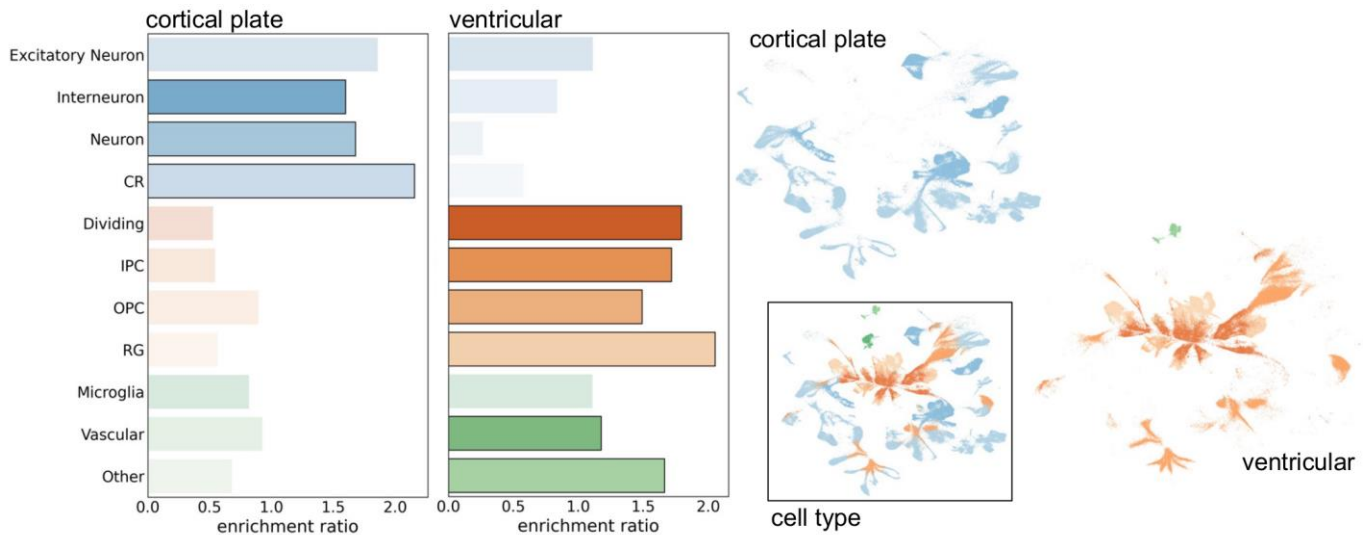 cortical plate
ventricular
Excitatory Neuron
Interneuron
Neuron
CR
Dividing
IPC
OPC
RG
Microglia
Vascular
Other
0.0 0.5 1.0 1.5 2.0
enrichment ratio
0.0 0.5 1.0 1.5 2.0
enrichment ratio
cortical plate
cell type
ventricular